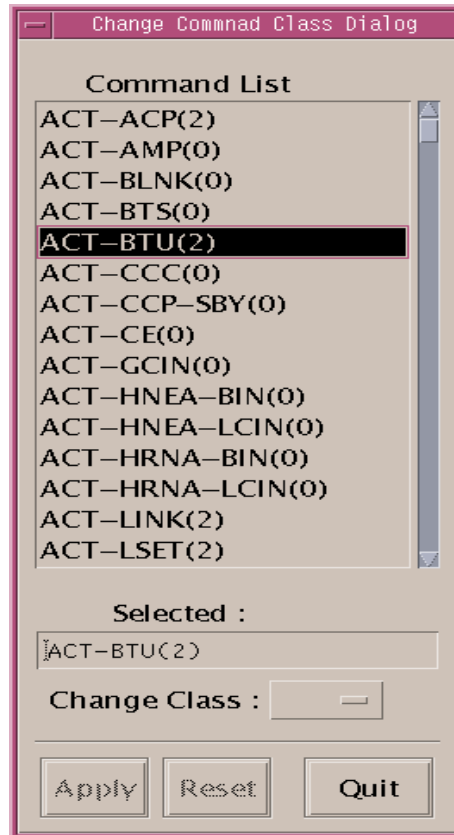 Change Commnad Class Dialog
Command List
ACT-ACP(2)
ACT-AMP(0)
ACT-BLNK(0)
ACT-BTS(0)
ACT-BTU(2)
ACT-CCC(0)
ACT-CCP-SBY(0)
ACT-CE(0)
ACT-GCIN(0)
ACT-HNEA-BIN(0)
ACT-HNEA-LCIN(0)
ACT-HRNA-BIN(0)
ACT-HRNA-LCIN(0)
ACT-LINK(2)
ACT-LSET(2)
Selected :
ACT-BTU(2)
Change Class :
Apply Reset Quit